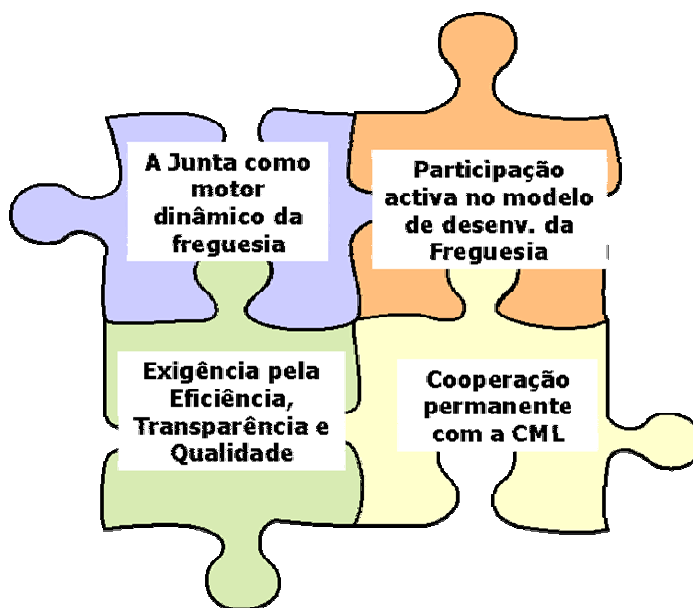 A Junta como
motor
dinâmico da
freguesia
Participação
activa no modelo
de desenv. da
Freguesia
Exigência pela
Eficiência,
Transparência e
Qualidade
Cooperação
permanente
com a CML